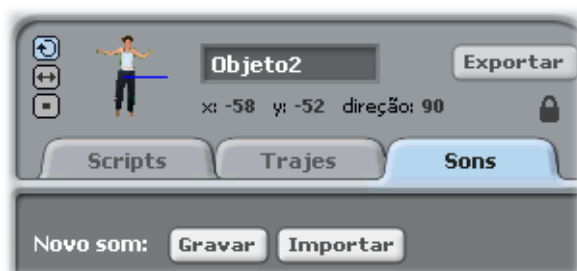 Objeto2 Exportar
x: -58 y: -52 direção: 90
Scripts Trajes Sons
Novo som: Gravar Importar